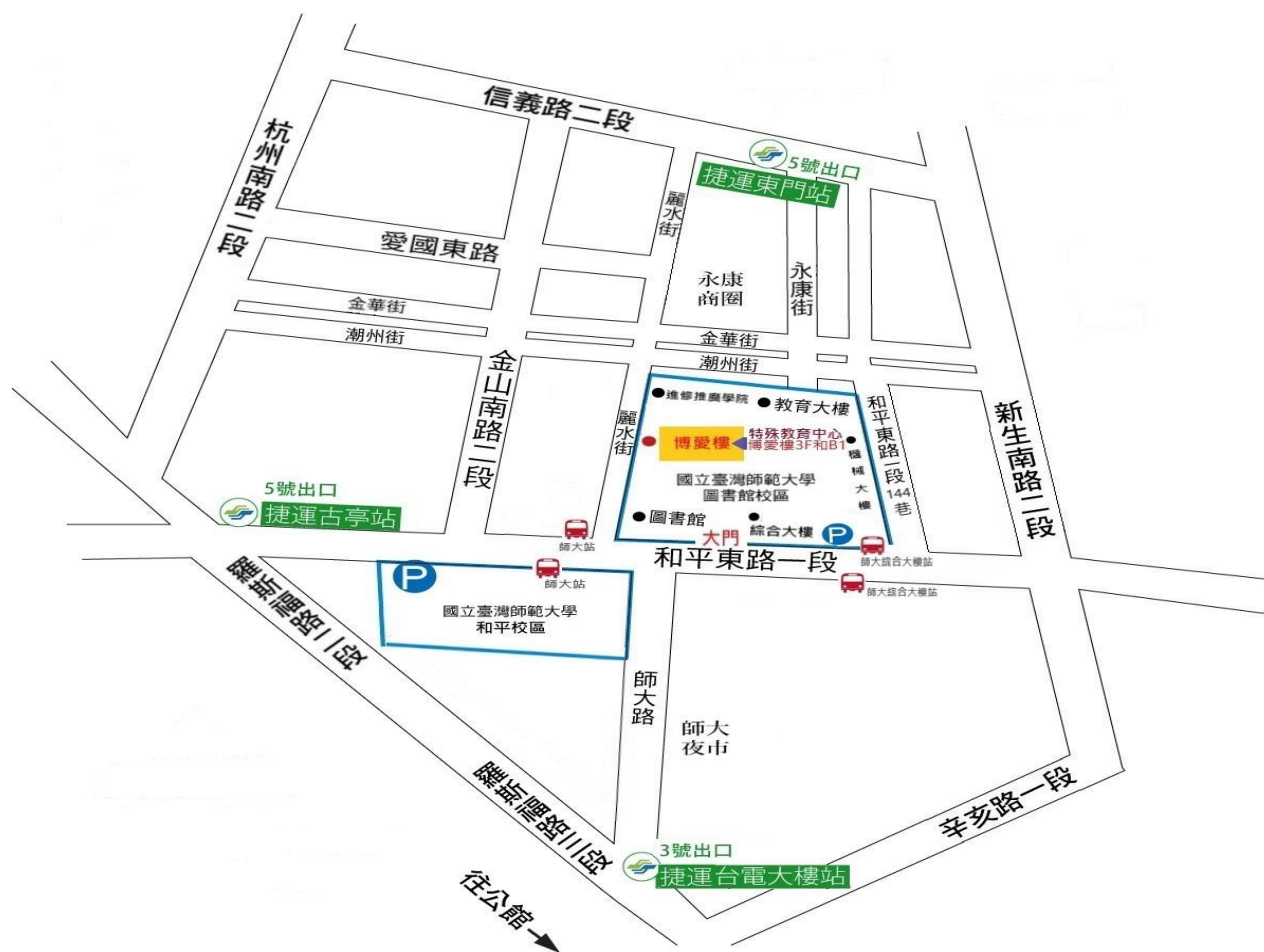 信義路二段
杭州南路二段
5號出口
捷運東門站
麗水街
愛國東路
永康
商圈
永康街
金華街
金華街
潮州街
潮州街
金山南路二段
進修推廣學院
教育大樓
麗水街
博愛樓
特殊教育中心
博愛樓3F和B1
機械大樓
和平東路一段144巷
新生南路二段
國立臺灣師範大學
圖書館校區
5號出口
捷運古亭站
圖書館
綜合大樓
P
大門
師大站
和平東路一段
師大綜合大樓站
師大站
師大綜合大樓站
P
國立臺灣師範大學
和平校區
羅斯福路二段
師大路
師大
夜市
羅斯福路三段
辛亥路一段
3號出口
捷運台電大樓站
往公館